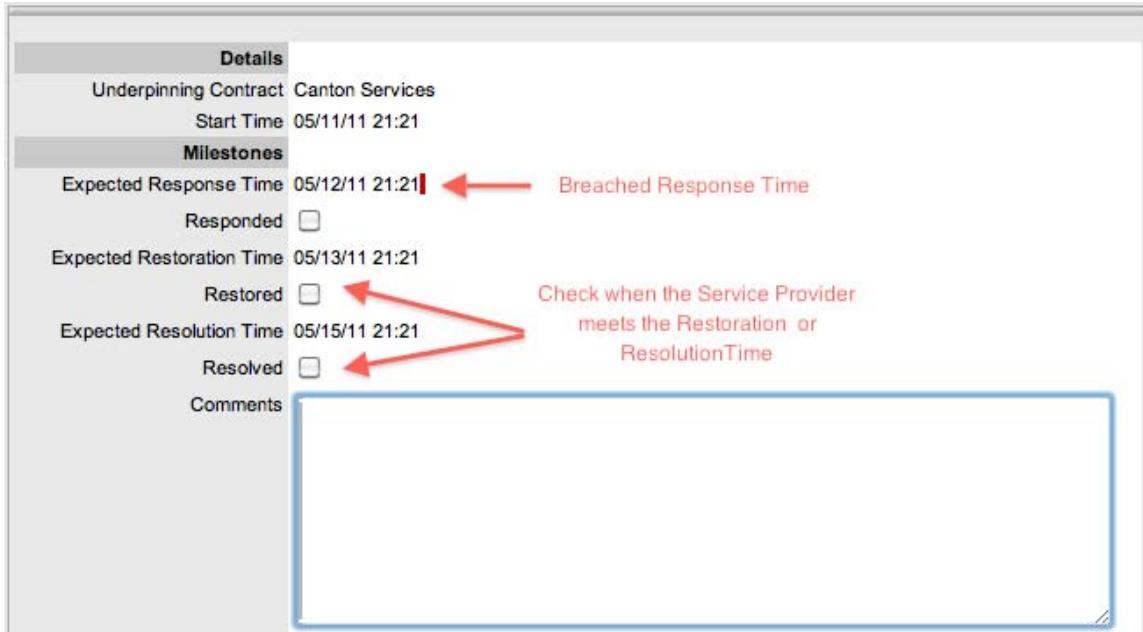 Details
Underpinning Contract Canton Services
Start Time 05/11/11 21:21
Milestones
Expected Response Time 05/12/11 21:21 Breached Response Time
Responded
Expected Restoration Time 05/13/11 21:21
Restored
Check when the Service Provider
meets the Restoration or
ResolutionTime
Expected Resolution Time 05/15/11 21:21
Resolved
Comments